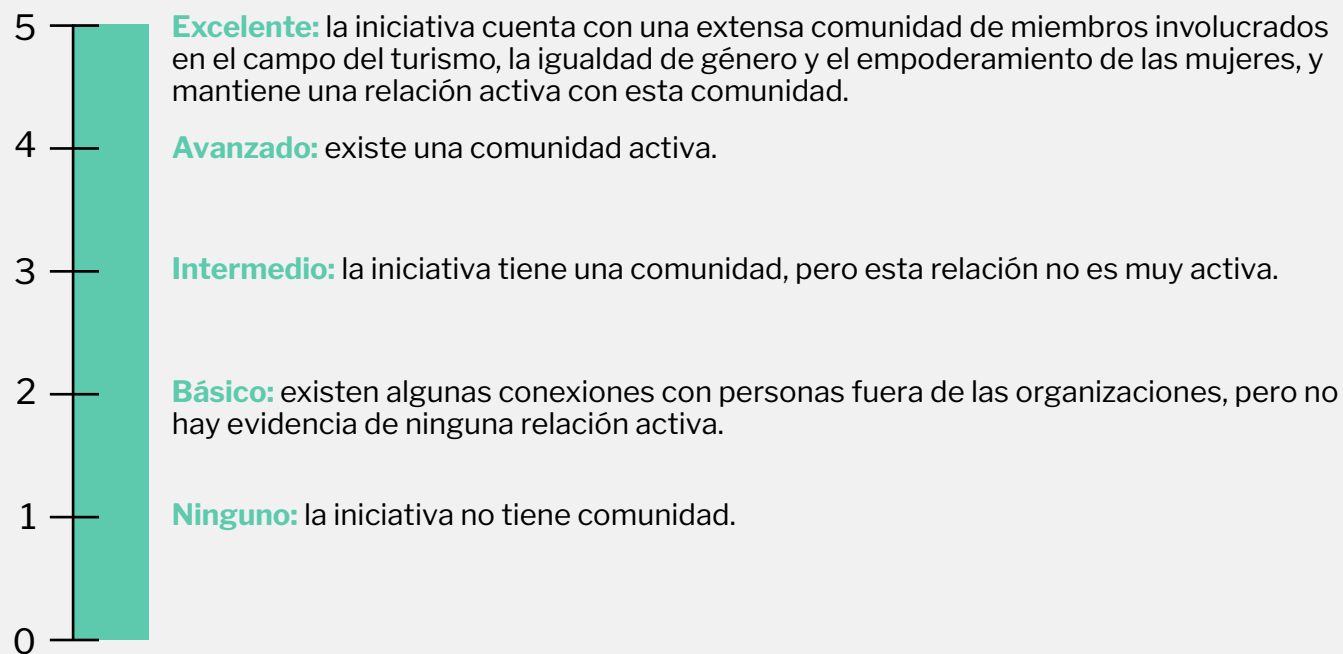 5 Excelente: la iniciativa cuenta con una extensa comunidad de miembros involucrados
en el campo del turismo, la igualdad de género y el empoderamiento de las mujeres, y
mantiene una relación activa con esta comunidad.
4 Avanzado: existe una comunidad activa.
3 Intermedio: la iniciativa tiene una comunidad, pero esta relación no es muy activa.
2 Básico: existen algunas conexiones con personas fuera de las organizaciones, pero no
hay evidencia de ninguna relación activa.
1 Ninguno: la iniciativa no tiene comunidad.
0